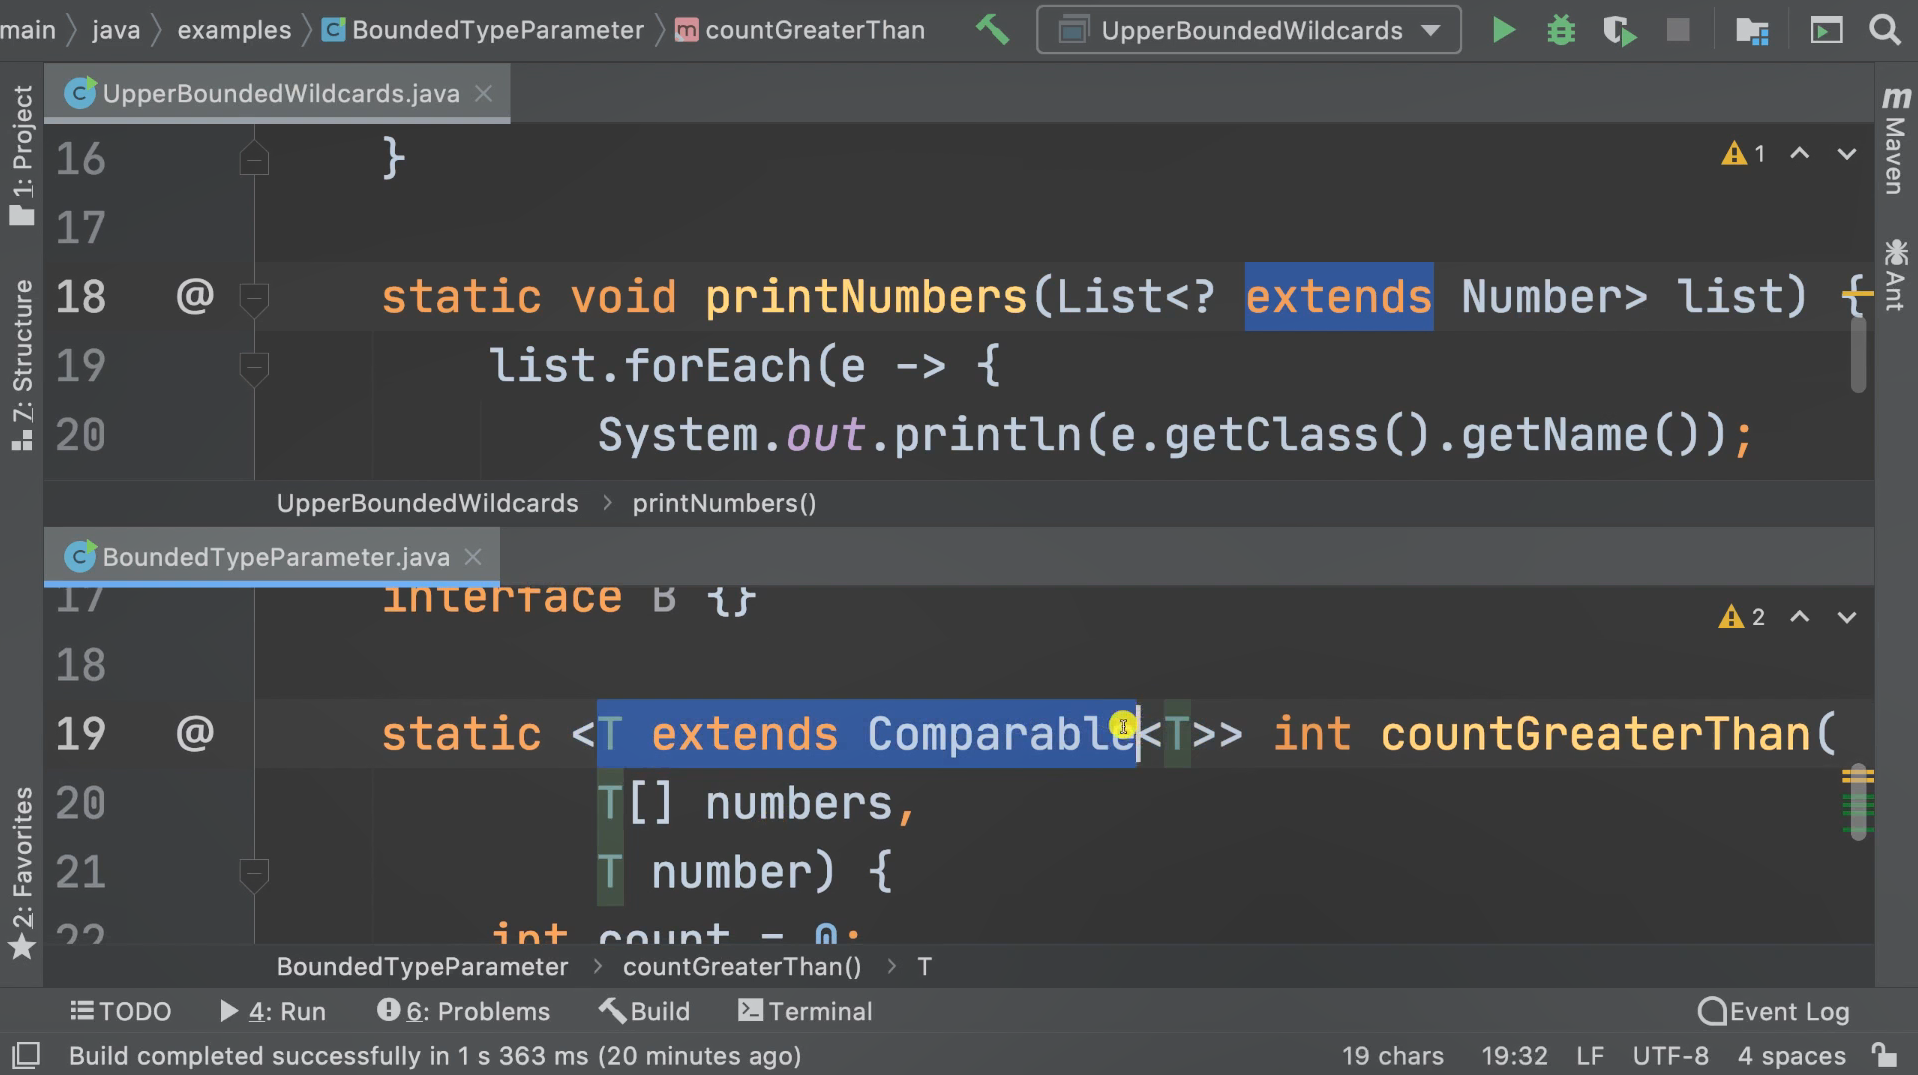 main java examples BoundedTypeParameter countGreaterThan UpperBoundedWildcards
UpperBoundedWildcards.java
1: Project
7: Structure
2: Favorites
Maven
Ant
16 }
1
17
18 @ static void printNumbers(List<? extends Number> list) {
19 list.forEach(e -> {
20 System.out.println(e.getClass().getName());
UpperBoundedWildcards > printNumbers()
BoundedTypeParameter.java
17 interface B {}
2
18
19 @ static <T extends Comparable<T>> int countGreaterThan(
20 T[] numbers,
21 T number) {
22 int count = 0;
BoundedTypeParameter > countGreaterThan() > T
TODO 4: Run 6: Problems Build Terminal Event Log
Build completed successfully in 1 s 363 ms (20 minutes ago) 19 chars 19:32 LF UTF-8 4 spaces